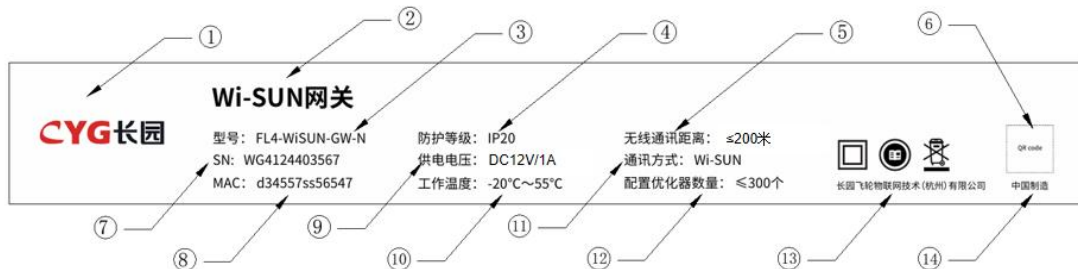 ① ② ③ ④ ⑤ ⑥
Wi-SUN网关
CYG长园
型号: FL4-WiSUN-GW-N 防护等级: IP20 无线通讯距离: ≤200米
SN: WG4124403567 供电电压: DC12V/1A 通讯方式: Wi-SUN
MAC: d34557ss56547 工作温度: -20℃～55℃ 配置优化器数量: ≤300个
QR code
长园飞轮物联网技术(杭州)有限公司 中国制造
⑦ ⑧ ⑨ ⑩ ⑪ ⑫ ⑬ ⑭